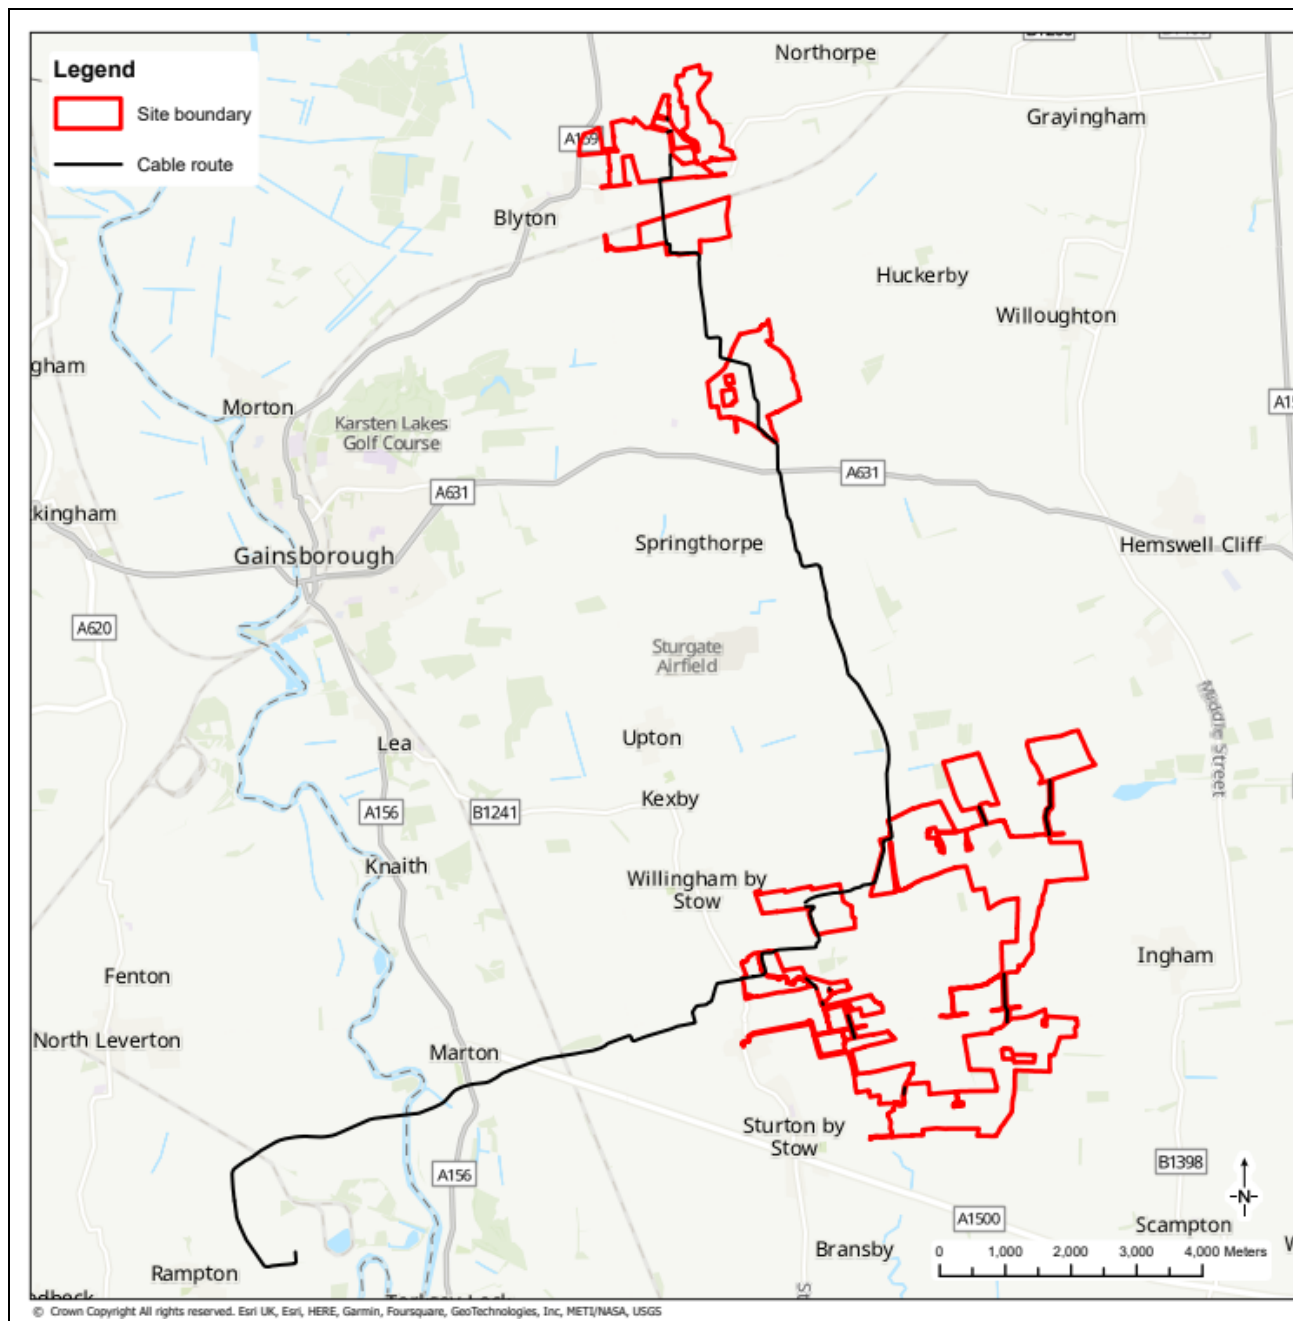 Legend
Site boundary
Cable route
Northorpe
Grayingham
A159
Blyton
Huckerby
Willoughton
gham
Morton
Karsten Lakes
Golf Course
A631
A631
kingham
Springthorpe
Hemswell Cliff
Gainsborough
A620
Sturgate
Airfield
Middle Street
Lea
Upton
Kexby
A156
B1241
Knaith
Willingham by
Stow
Ingham
Fenton
North Leverton
Marton
Sturton by
Stow
A156
B1398
N
A1500
Scampton
Bransby
0 1,000 2,000 3,000 4,000 Meters
Rampton
© Crown Copyright All rights reserved. Esri UK, Esri, HERE, Garmin, Foursquare, GeoTechnologies, Inc, METI/NASA, USGS